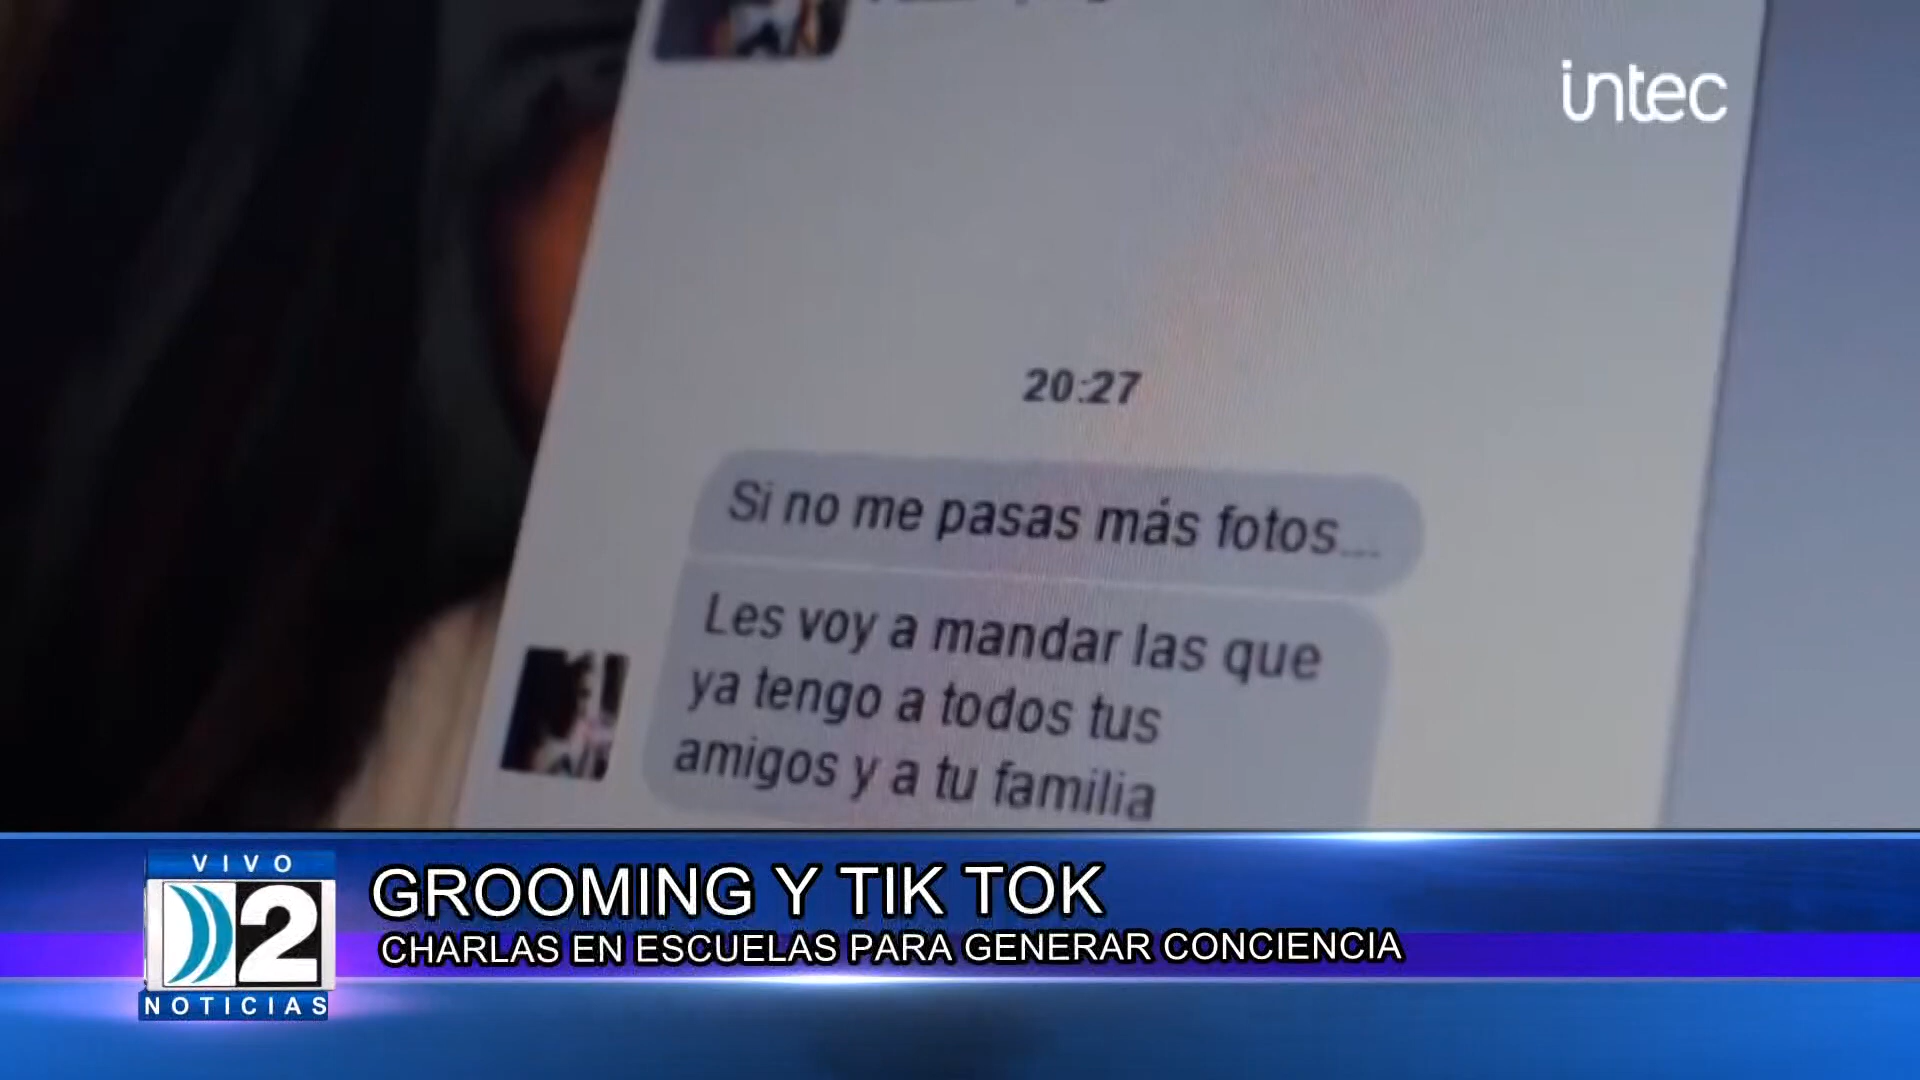 intec
20:27
Si no me pasas más fotos...
Les voy a mandar las que
ya tengo a todos tus
amigos y a tu familia
VIVO
2
NOTICIAS
GROOMING Y TIK TOK
CHARLAS EN ESCUELAS PARA GENERAR CONCIENCIA